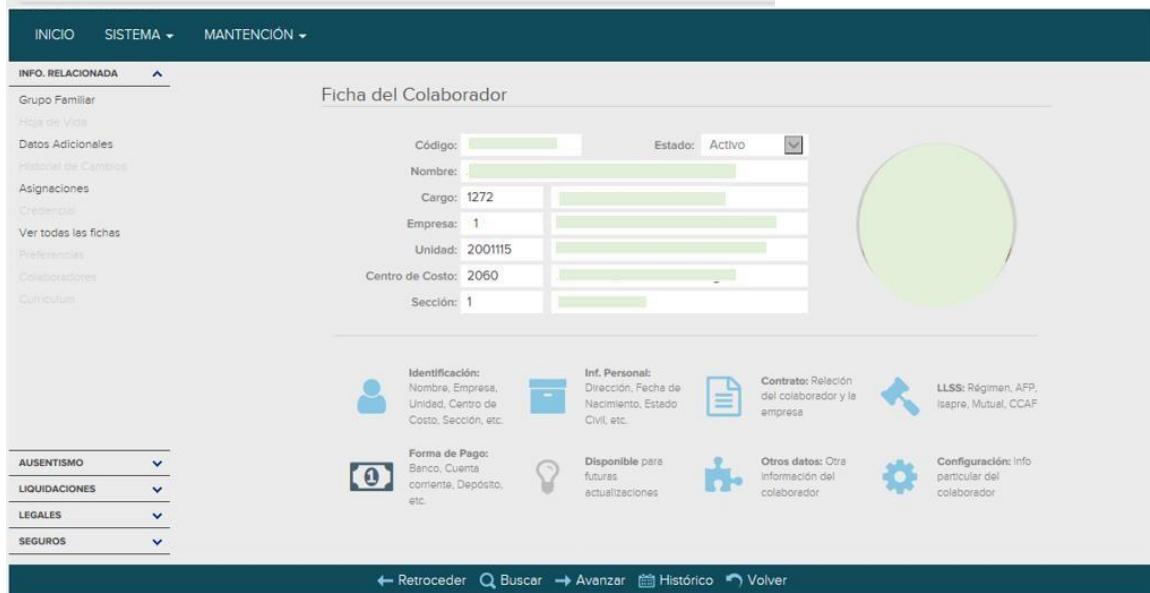 INICIO SISTEMA MANTENCIÓN
INFO. RELACIONADA
Grupo Familiar
Hoja de Vida
Datos Adicionales
Historial de Cambios
Asignaciones
Credencial
Ver todas las fichas
Preferencias
Colaboradores
Curriculum
AUSENTISMO
LIQUIDACIONES
LEGALES
SEGUROS
Ficha del Colaborador
Código: Estado: Activo
Nombre:
Cargo: 1272
Empresa: 1
Unidad: 2001115
Centro de Costo: 2060
Sección: 1
Identificación:
Nombre, Empresa,
Unidad, Centro de
Costo, Sección, etc.
Inf. Personal:
Dirección, Fecha de
Nacimiento, Estado
Civil, etc.
Contrato: Relación
del colaborador y la
empresa
LLSS: Régimen, AFP,
Isapre, Mutual, CCAF
Forma de Pago:
Banco, Cuenta
corriente, Depósito,
etc.
Disponible para
futuras
actualizaciones
Otros datos: Otra
información del
colaborador
Configuración: Info
particular del
colaborador
Retroceder Buscar Avanzar Histórico Volver